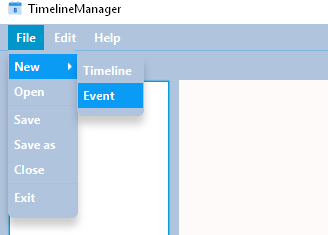 TimelineManager
File Edit Help
New
Timeline
Open
Event
Save
Save as
Close
Exit